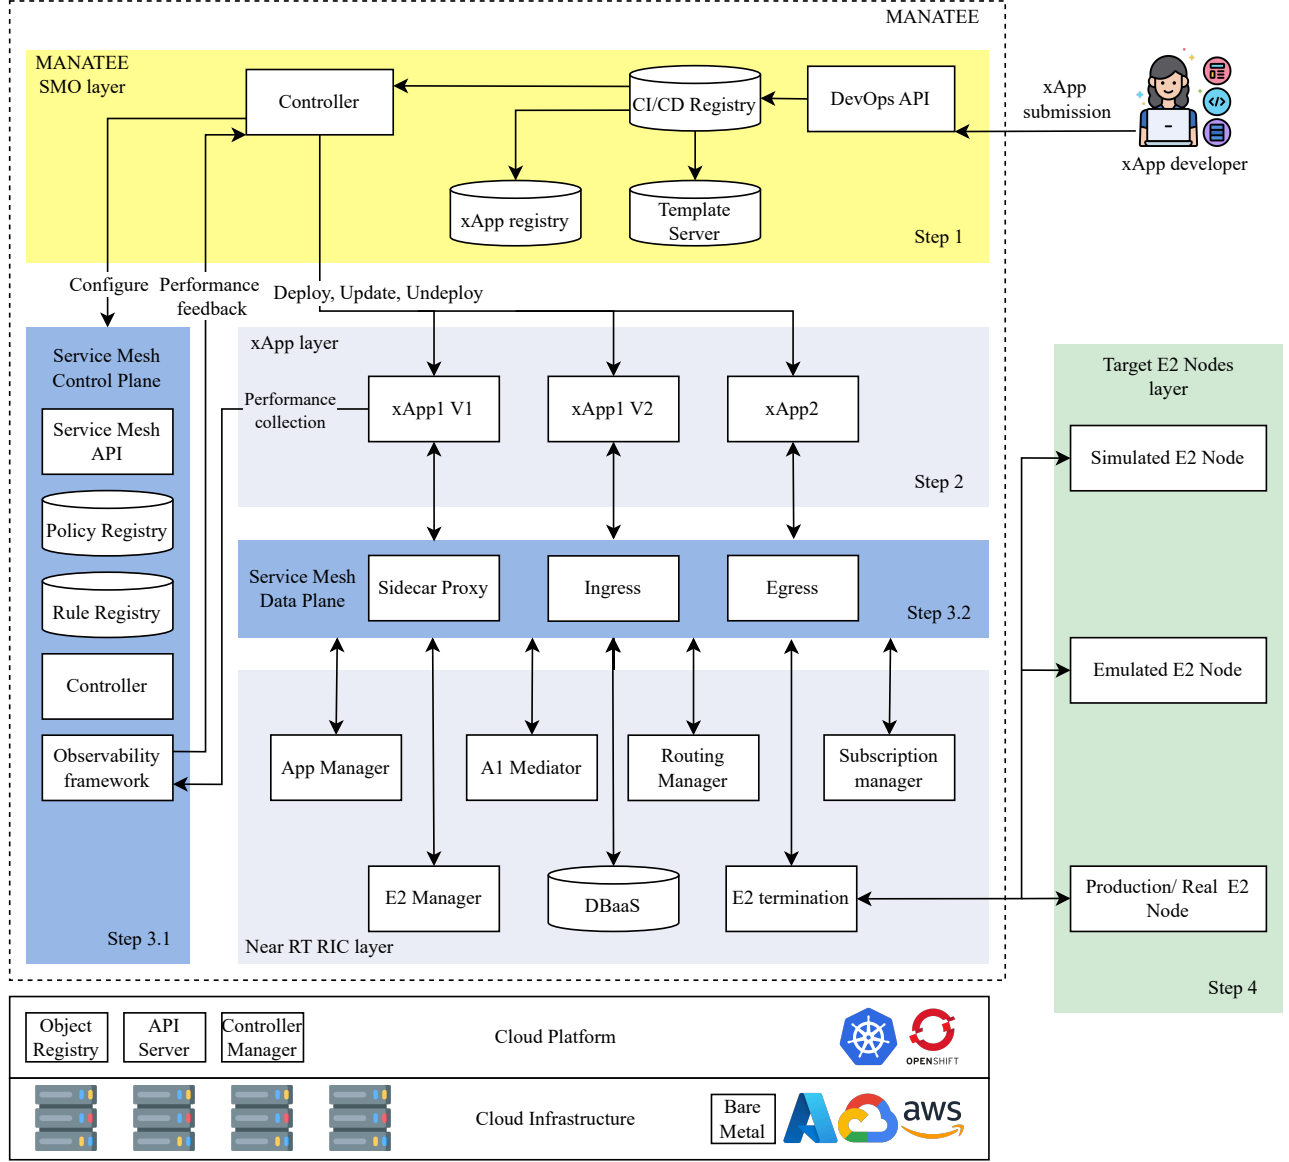 MANATEE
MANATEE
SMO layer
Controller
CI/CD Registry
DevOps API
xApp
submission
xApp developer
xApp registry
Template
Server
Step 1
Configure
Performance
feedback
Deploy, Update, Undeploy
Service Mesh
Control Plane
Service Mesh
API
Policy Registry
Rule Registry
Controller
Observability
framework
Step 3.1
xApp layer
Performance
collection
xApp1 V1
xApp1 V2
xApp2
Step 2
Service Mesh
Data Plane
Sidecar Proxy
Ingress
Egress
Step 3.2
App Manager
A1 Mediator
Routing
Manager
Subscription
manager
E2 Manager
DBaaS
E2 termination
Near RT RIC layer
Target E2 Nodes
layer
Simulated E2 Node
Emulated E2 Node
Production/ Real E2
Node
Step 4
Object
Registry
API
Server
Controller
Manager
Cloud Platform
OPENSHIFT
Cloud Infrastructure
Bare
Metal
aws